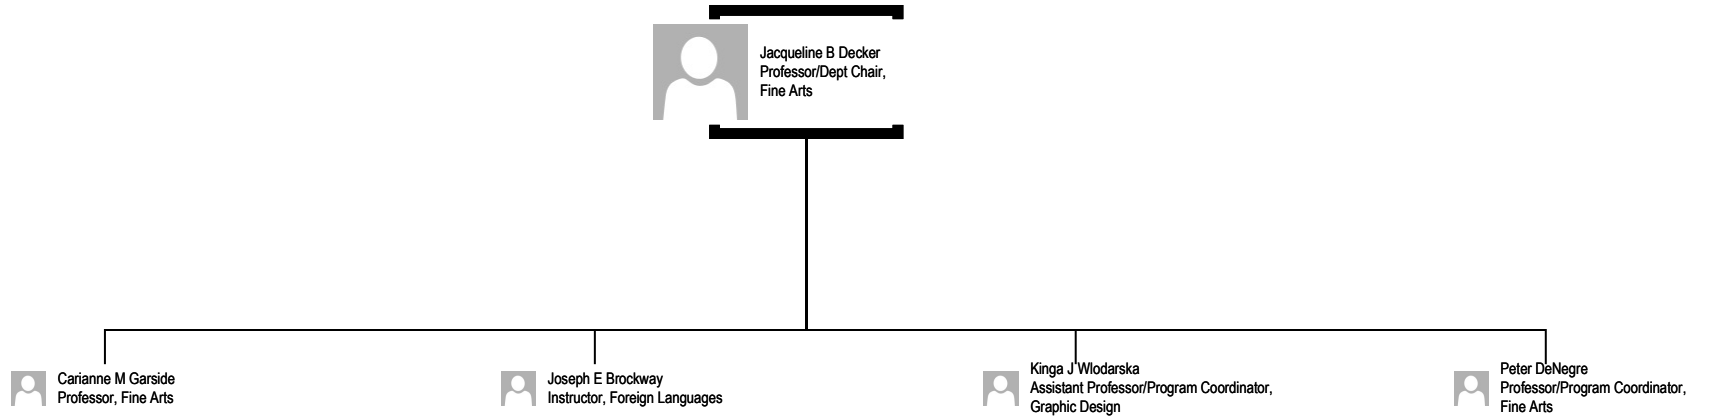 Jacqueline B Decker
Professor/Dept Chair,
Fine Arts
Carianne M Garside
Professor, Fine Arts
Joseph E Brockway
Instructor, Foreign Languages
Kinga J Wlodarska
Assistant Professor/Program Coordinator,
Graphic Design
Peter DeNegre
Professor/Program Coordinator,
Fine Arts